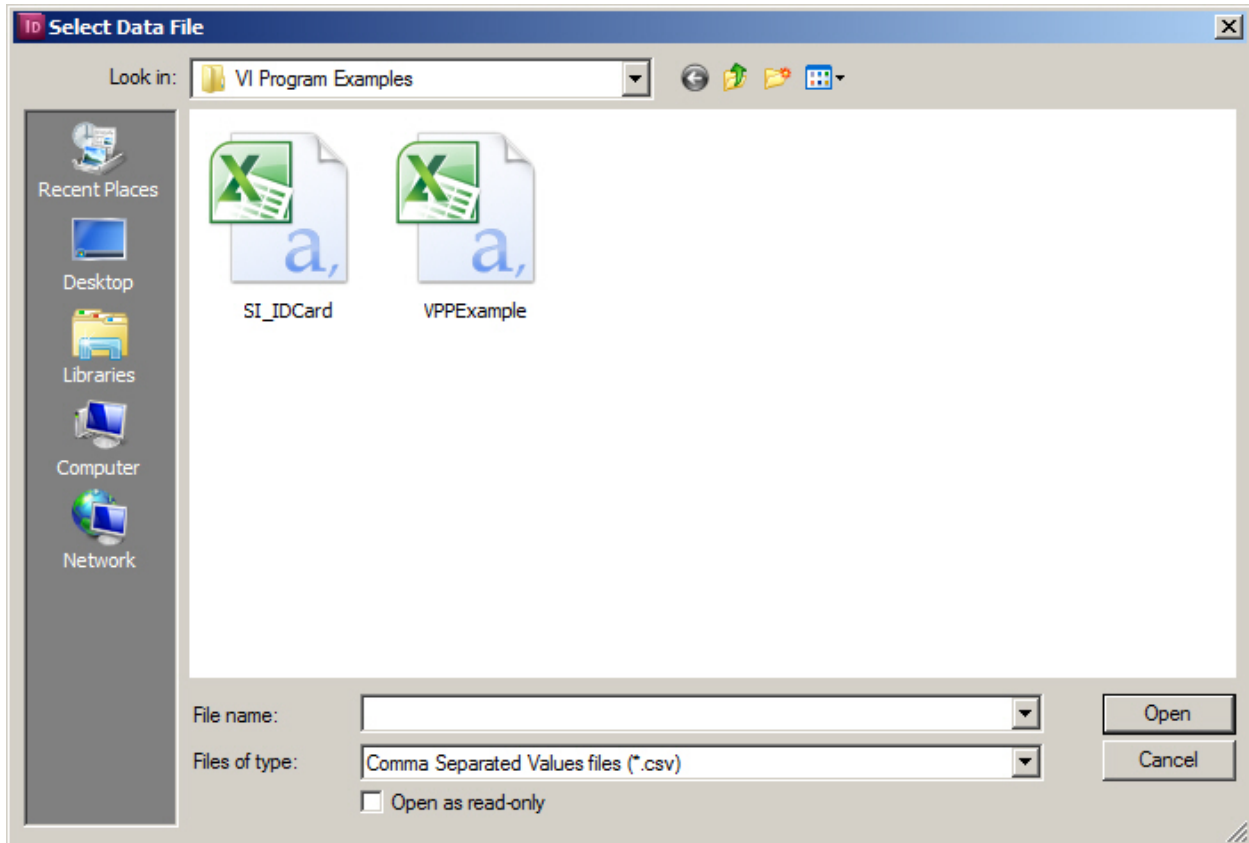 ID Select Data File
Look in: VI Program Examples
Recent Places
Desktop
Libraries
Computer
Network
a,
SI_IDCard
a,
VPPExample
File name:
Open
Files of type: Comma Separated Values files (*.csv)
Cancel
Open as read-only